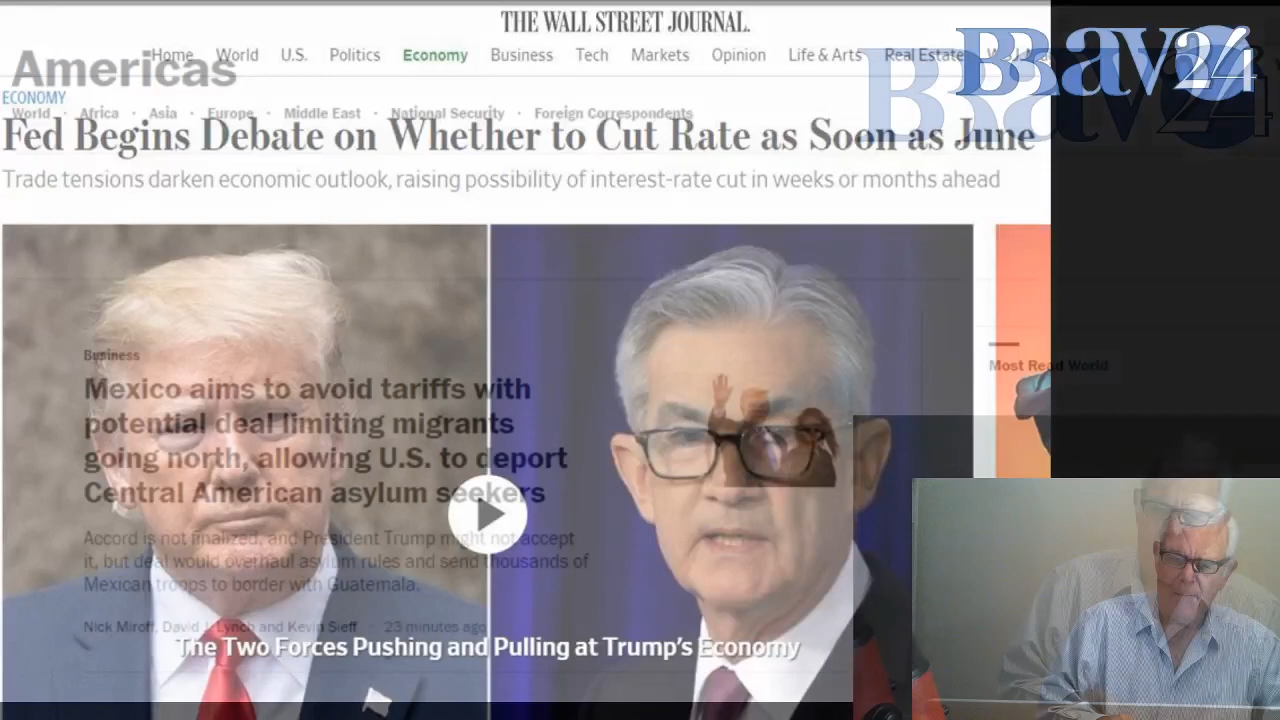 THE WALL STREET JOURNAL.
Home World U.S. Politics Economy Business Tech Markets Opinion Life & Arts Real Estate
Bravo24
Americas
ECONOMY
World · Africa · Asia · Europe · Middle East · National Security · Foreign Correspondents
Fed Begins Debate on Whether to Cut Rate as Soon as June
Trade tensions darken economic outlook, raising possibility of interest-rate cut in weeks or months ahead
Business
Most Read World
Mexico aims to avoid tariffs with
potential deal limiting migrants
going north, allowing U.S. to deport
Central American asylum seekers
Accord is not finalized, and President Trump might not accept
it, but deal would overhaul asylum rules and send thousands of
Mexican troops to border with Guatemala.
Nick Miroff, David J. Lynch and Kevin Sieff · 23 minutes ago
The Two Forces Pushing and Pulling at Trump's Economy